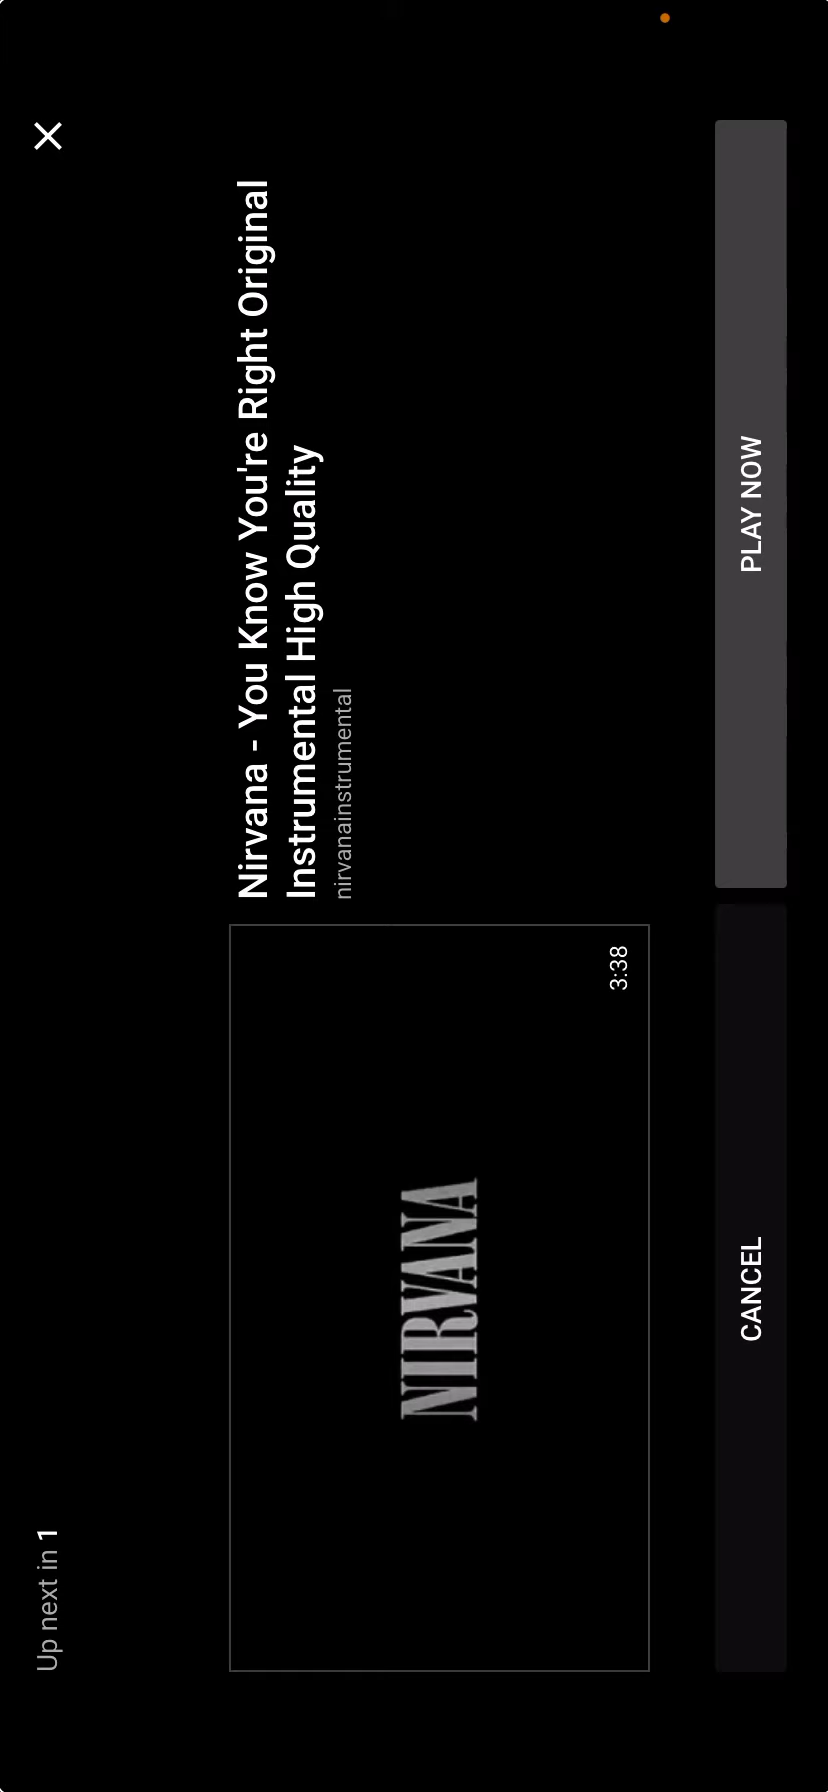 Up next in 1
Nirvana - You Know You're Right Original
Instrumental High Quality
nirvanainstrumental
NIRVANA
3:38
CANCEL
PLAY NOW